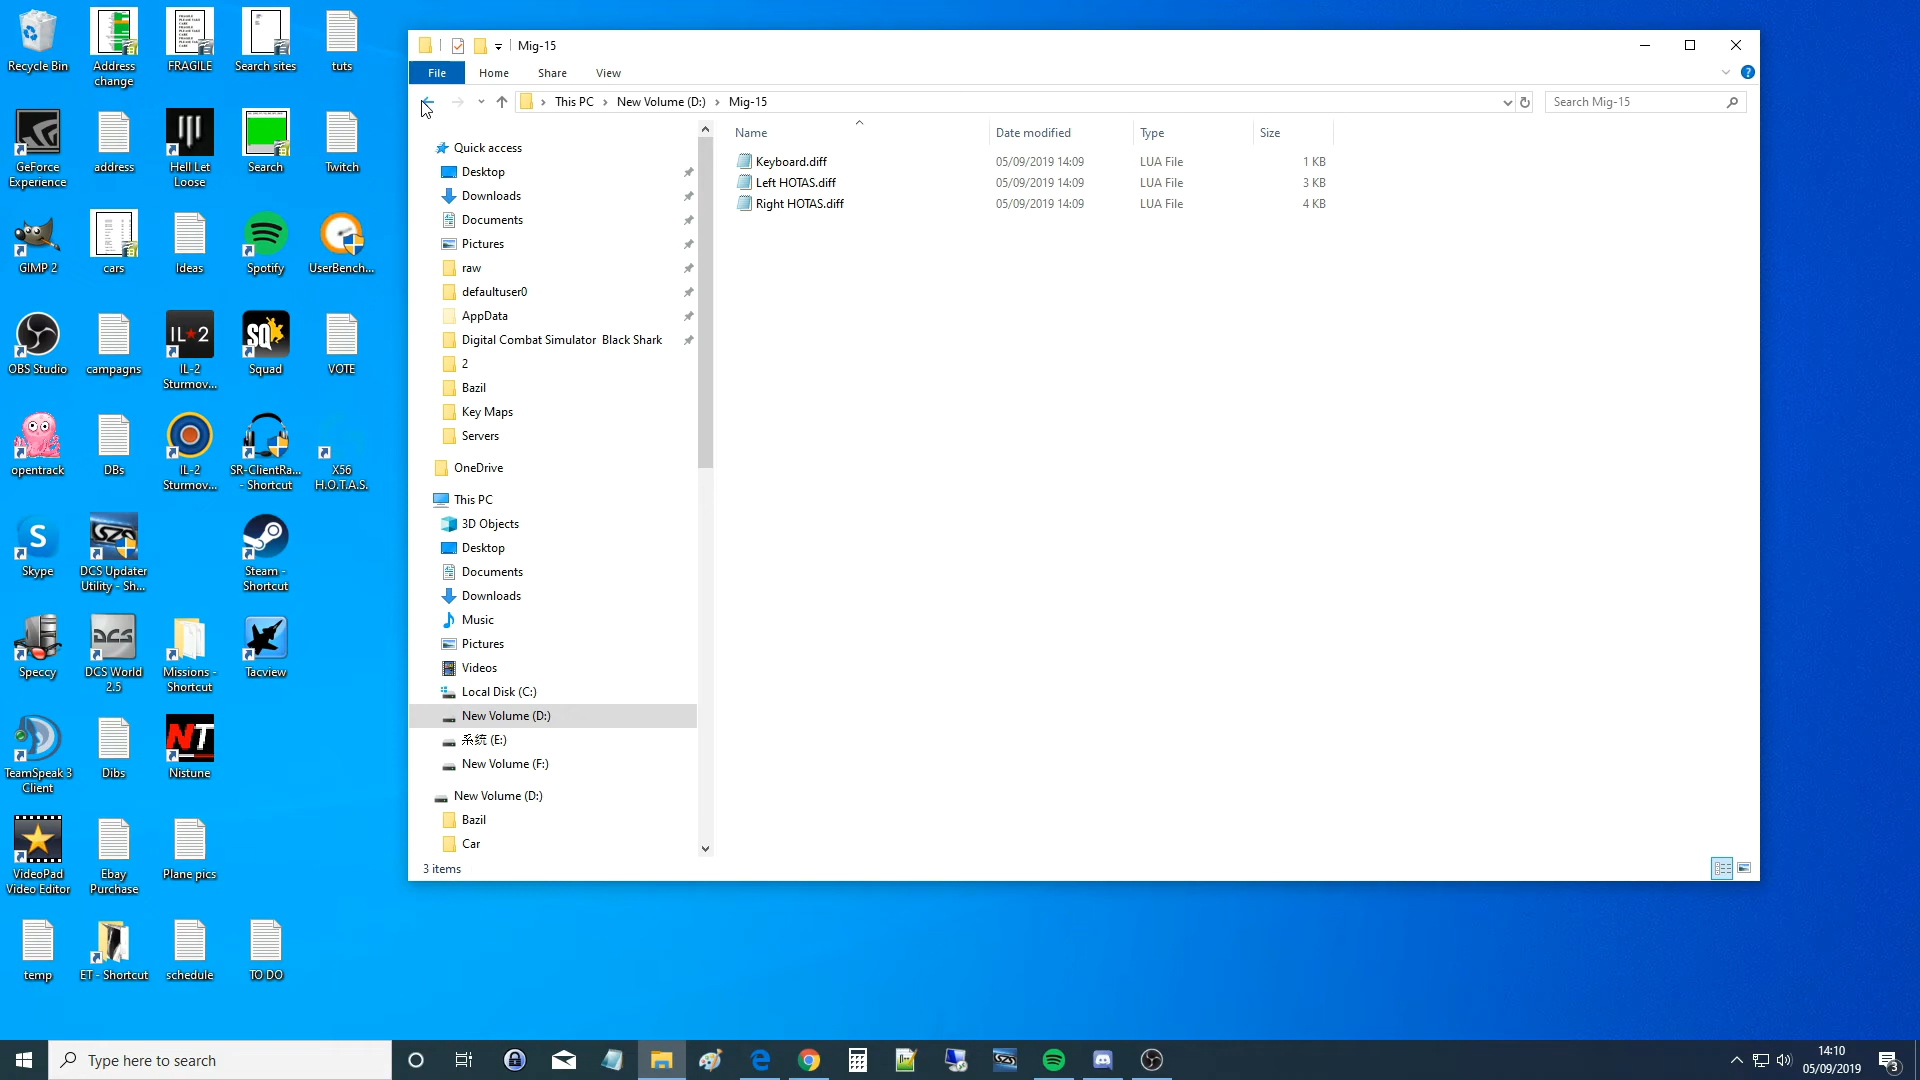 Recycle Bin
Address
change
FRAGILE
Search sites
tuts
GeForce
Experience
address
Hell Let
Loose
Search
Twitch
GIMP 2
cars
Ideas
Spotify
UserBench...
OBS Studio
campagns
IL-2
Sturmov...
Squad
VOTE
opentrack
DBs
IL-2
Sturmov...
SR-ClientRa...
- Shortcut
X56
H.O.T.A.S.
Skype
DCS Updater
Utility - Sh...
Steam -
Shortcut
Speccy
DCS World
2.5
Missions -
Shortcut
Tacview
TeamSpeak 3
Client
Dibs
Nistune
VideoPad
Video Editor
Ebay
Purchase
Plane pics
temp
ET - Shortcut
schedule
TO DO
Mig-15
File Home Share View
This PC New Volume (D:) Mig-15
Search Mig-15
Quick access
Desktop
Downloads
Documents
Pictures
raw
defaultuser0
AppData
Digital Combat Simulator Black Shark
2
Bazil
Key Maps
Servers
OneDrive
This PC
3D Objects
Desktop
Documents
Downloads
Music
Pictures
Videos
Local Disk (C:)
New Volume (D:)
系统 (E:)
New Volume (F:)
New Volume (D:)
Bazil
Car
Name Date modified Type Size
Keyboard.diff 05/09/2019 14:09 LUA File 1 KB
Left HOTAS.diff 05/09/2019 14:09 LUA File 3 KB
Right HOTAS.diff 05/09/2019 14:09 LUA File 4 KB
3 items
Type here to search
14:10
05/09/2019
3